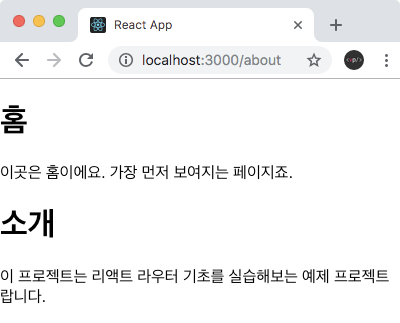 React App
localhost:3000/about
홈
이곳은 홈이에요. 가장 먼저 보여지는 페이지죠.
소개
이 프로젝트는 리액트 라우터 기초를 실습해보는 예제 프로젝트
랍니다.